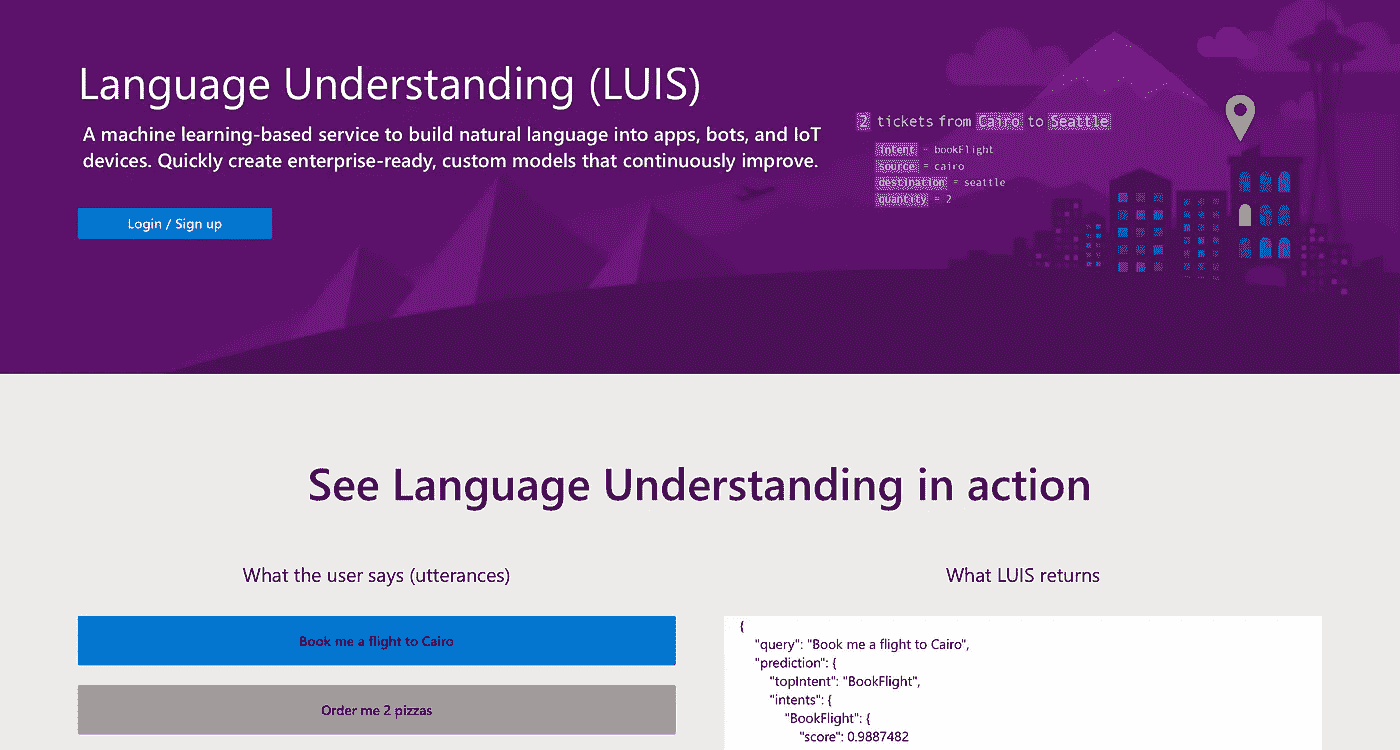 Language Understanding (LUIS)
A machine learning-based service to build natural language into apps, bots, and IoT
devices. Quickly create enterprise-ready, custom models that continuously improve.
Login / Sign up
2 tickets from Cairo to Seattle
intent = bookFlight
source = cairo
destination = seattle
quantity = 2
See Language Understanding in action
What the user says (utterances)
Book me a flight to Cairo
Order me 2 pizzas
What LUIS returns
{
"query": "Book me a flight to Cairo",
"prediction": {
"topIntent": "BookFlight",
"intents": {
"BookFlight": {
"score": 0.9887482